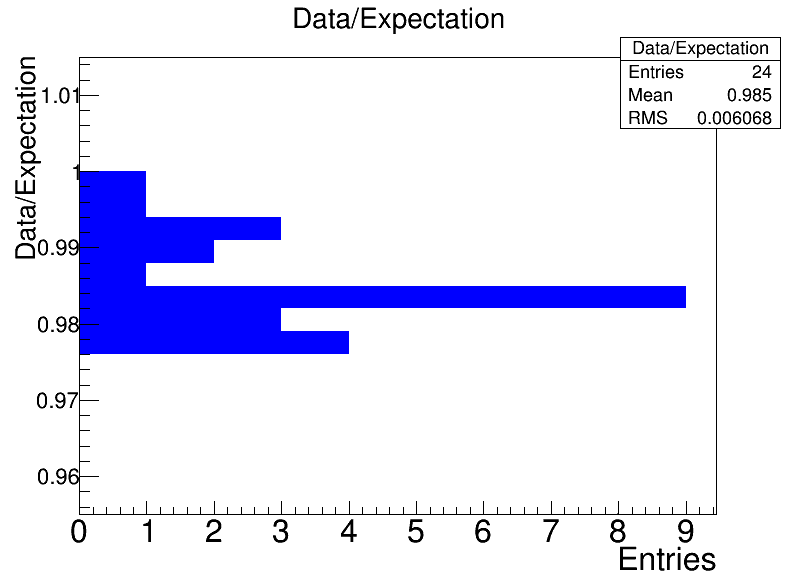 Data/Expectation
Data/Expectation
Entries 24
Mean 0.985
RMS 0.006068
Data/Expectation
1.01
1
0.99
0.98
0.97
0.96
0 1 2 3 4 5 6 7 8 9
Entries